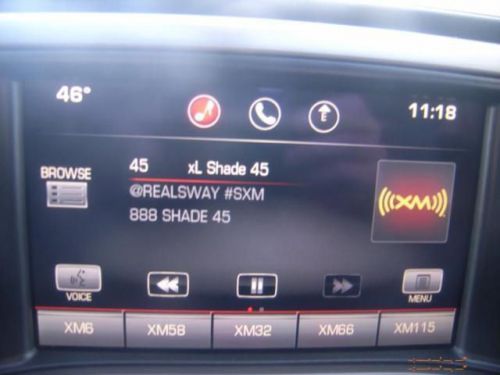 46°
11:18
E
45 xL Shade 45
BROWSE
@REALSWAY #SXM
888 SHADE 45
((XM))
VOICE
MENU
XM6 XM58 XM32 XM66 XM115